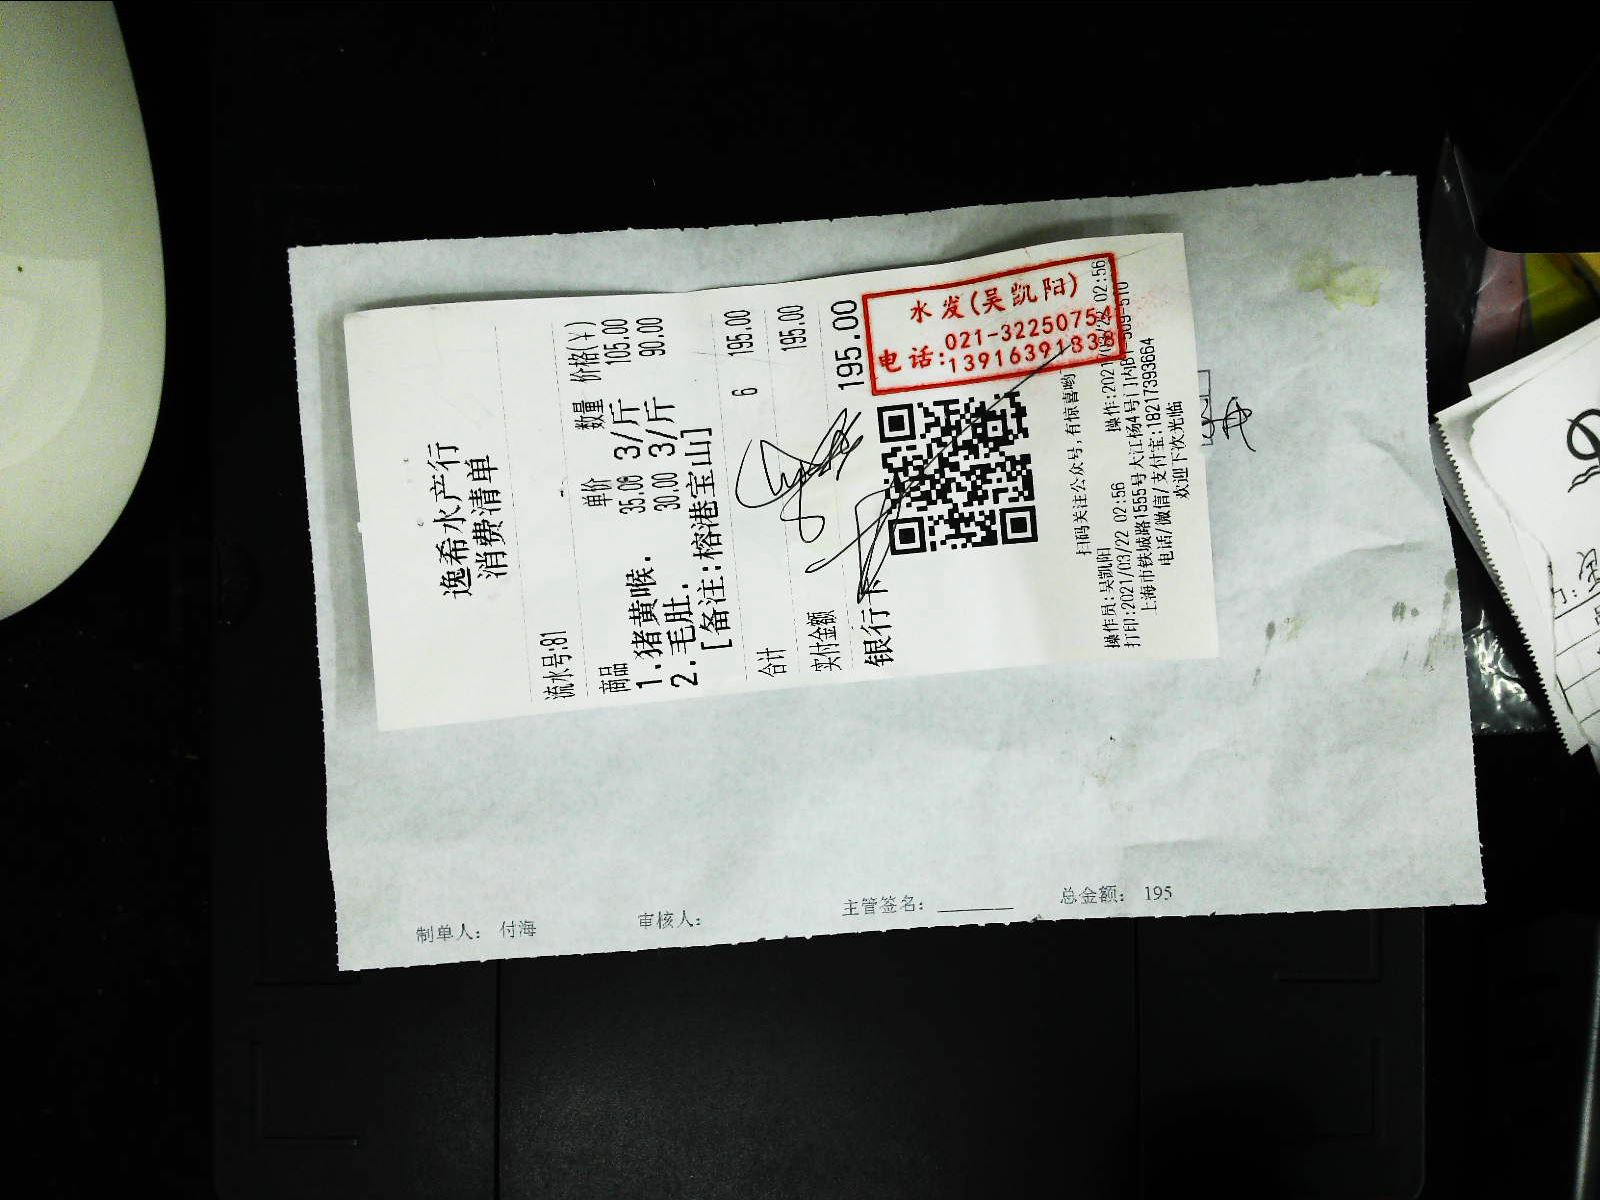 逸希水产行
消费清单
流水号:81
商品 单价 数量 价格(¥)
1.猪黄喉. 35.00 3/斤 105.00
2.毛肚. 30.00 3/斤 90.00
[备注:榕港宝山]
合计 6 195.00
实付金额 195.00
银行卡 195.00
水发(吴凯阳)
电话:021-32250754
13916391838
扫码关注公众号,有惊喜哟
操作员:吴凯阳
打印:2021/03/22 02:56
上海市铁城路1555号大江杨4号门内
电话/微信/支付宝:18217393664
欢迎下次光临
制单人： 付海 审核人： 主管签名： 总金额： 195